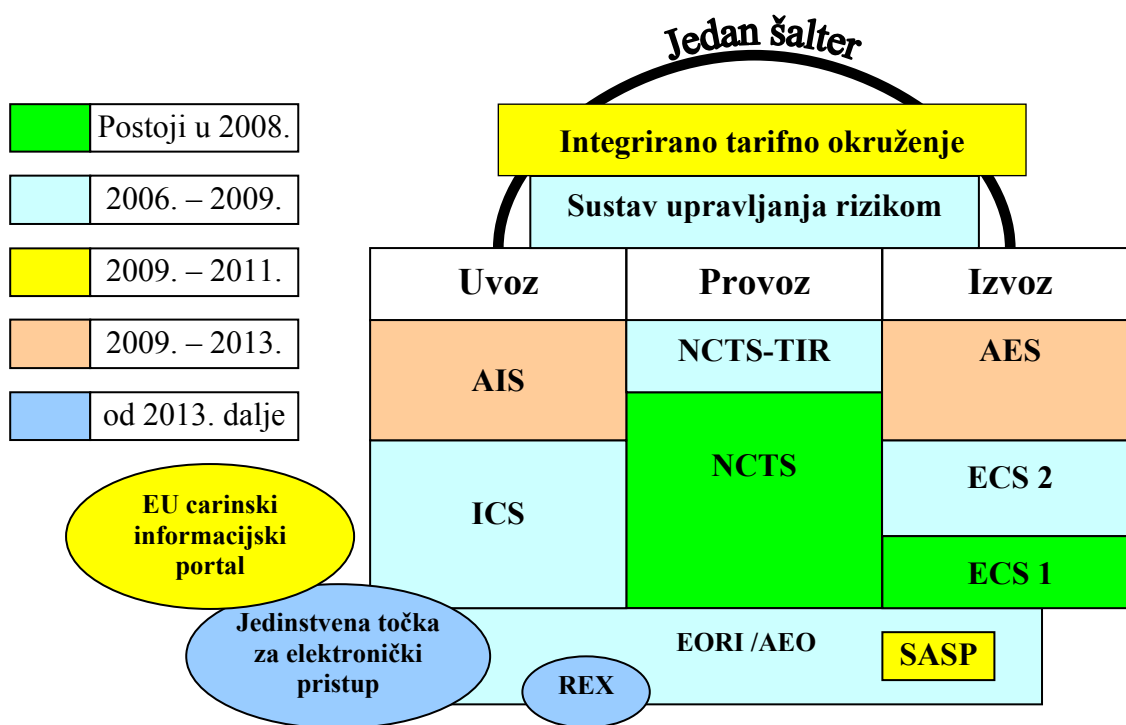 Jedan šalter
Postoji u 2008.
2006. – 2009.
2009. – 2011.
2009. – 2013.
od 2013. dalje
Integrirano tarifno okruženje
Sustav upravljanja rizikom
Uvoz
Provoz
Izvoz
AIS
NCTS-TIR
AES
ICS
NCTS
ECS 2
ECS 1
EU carinski
informacijski
portal
Jedinstvena točka
za elektronički
pristup
EORI /AEO
SASP
REX